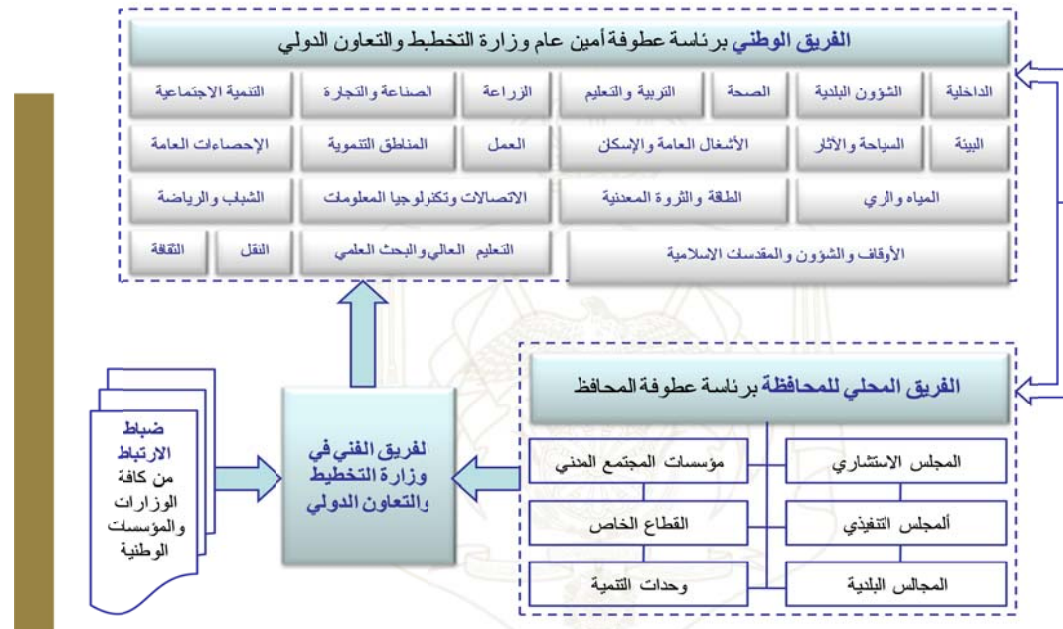 الفريق الوطني برئاسة عطوفة أمين عام وزارة التخطيط والتعاون الدولي
الداخلية
الشؤون البلدية
الصحة
التربية والتعليم
الزراعة
الصناعة والتجارة
التنمية الاجتماعية
البيئة
السياحة والآثار
الأشغال العامة والإسكان
العمل
المناطق التنموية
الإحصاءات العامة
المياه والري
الطاقة والثروة المعدنية
الاتصالات وتكنولوجيا المعلومات
الشباب والرياضة
الأوقاف والشؤون والمقدسات الاسلامية
التعليم العالي والبحث العلمي
النقل
الثقافة
الفريق المحلي للمحافظة برئاسة عطوفة المحافظ
المجلس الاستشاري
مؤسسات المجتمع المدني
ألمجلس التنفيذي
القطاع الخاص
المجالس البلدية
وحدات التنمية
لفريق الفني في
وزارة التخطيط
والتعاون الدولي
ضباط
الارتباط
من كافة
الوزارات
والمؤسسات
الوطنية